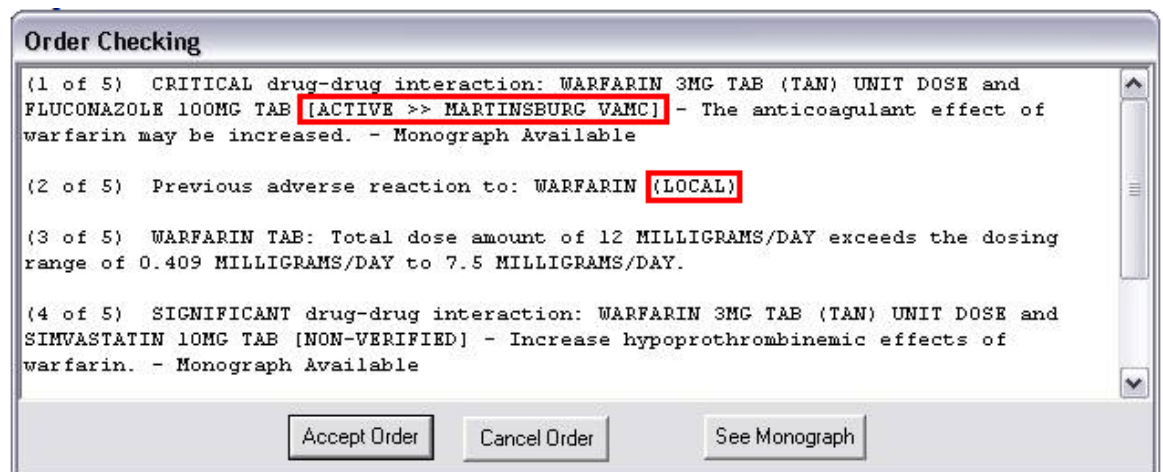 Order Checking
(1 of 5)  CRITICAL drug-drug interaction: WARFARIN 3MG TAB (TAN) UNIT DOSE and
FLUCONAZOLE 100MG TAB [ACTIVE >> MARTINSBURG VAMC] - The anticoagulant effect of
warfarin may be increased. - Monograph Available
(2 of 5)  Previous adverse reaction to: WARFARIN (LOCAL)
(3 of 5)  WARFARIN TAB: Total dose amount of 12 MILLIGRAMS/DAY exceeds the dosing
range of 0.409 MILLIGRAMS/DAY to 7.5 MILLIGRAMS/DAY.
(4 of 5)  SIGNIFICANT drug-drug interaction: WARFARIN 3MG TAB (TAN) UNIT DOSE and
SIMVASTATIN 10MG TAB [NON-VERIFIED] - Increase hypoprothrombinemic effects of
warfarin. - Monograph Available
Accept Order Cancel Order See Monograph